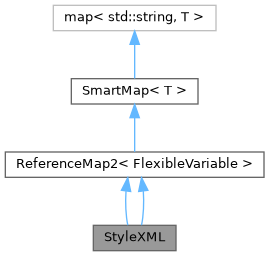 map< std::string, T >
SmartMap< T >
ReferenceMap2< FlexibleVariable >
StyleXML